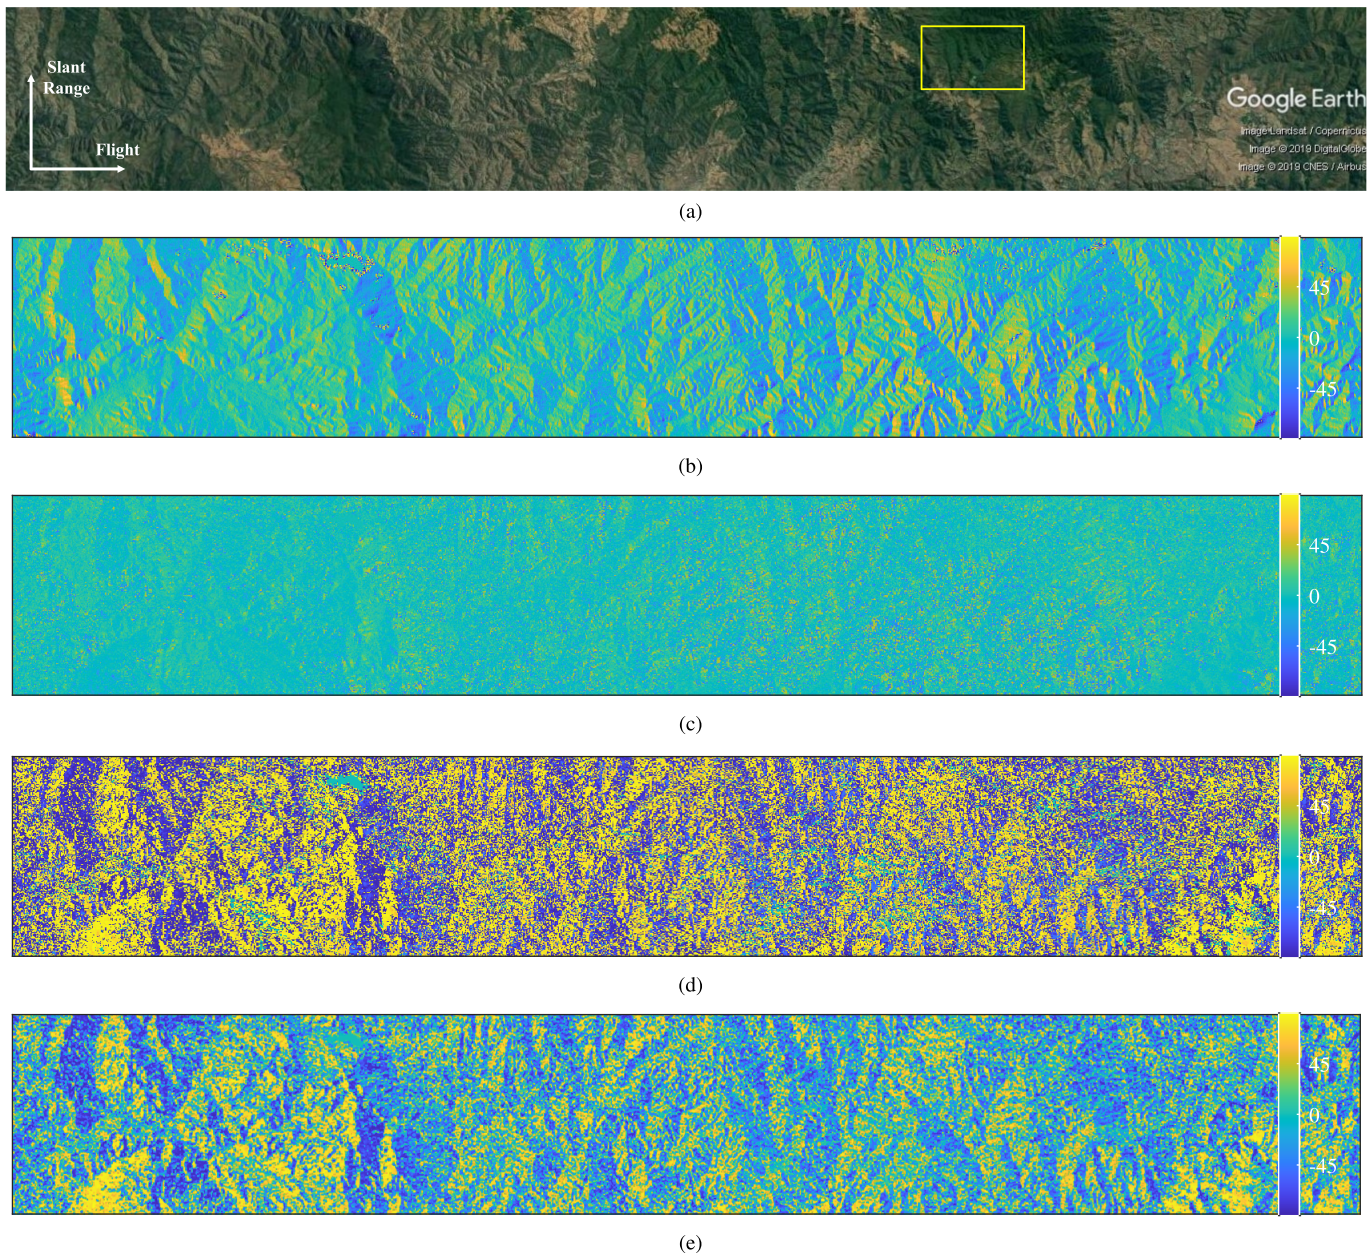 Slant
Range
Flight
Google Earth
Image Landsat / Copernicus
Image © 2019 DigitalGlobe
Image © 2019 CNES / Airbus
(a)
45
0
-45
(b)
45
0
-45
(c)
45
0
-45
(d)
45
0
-45
(e)